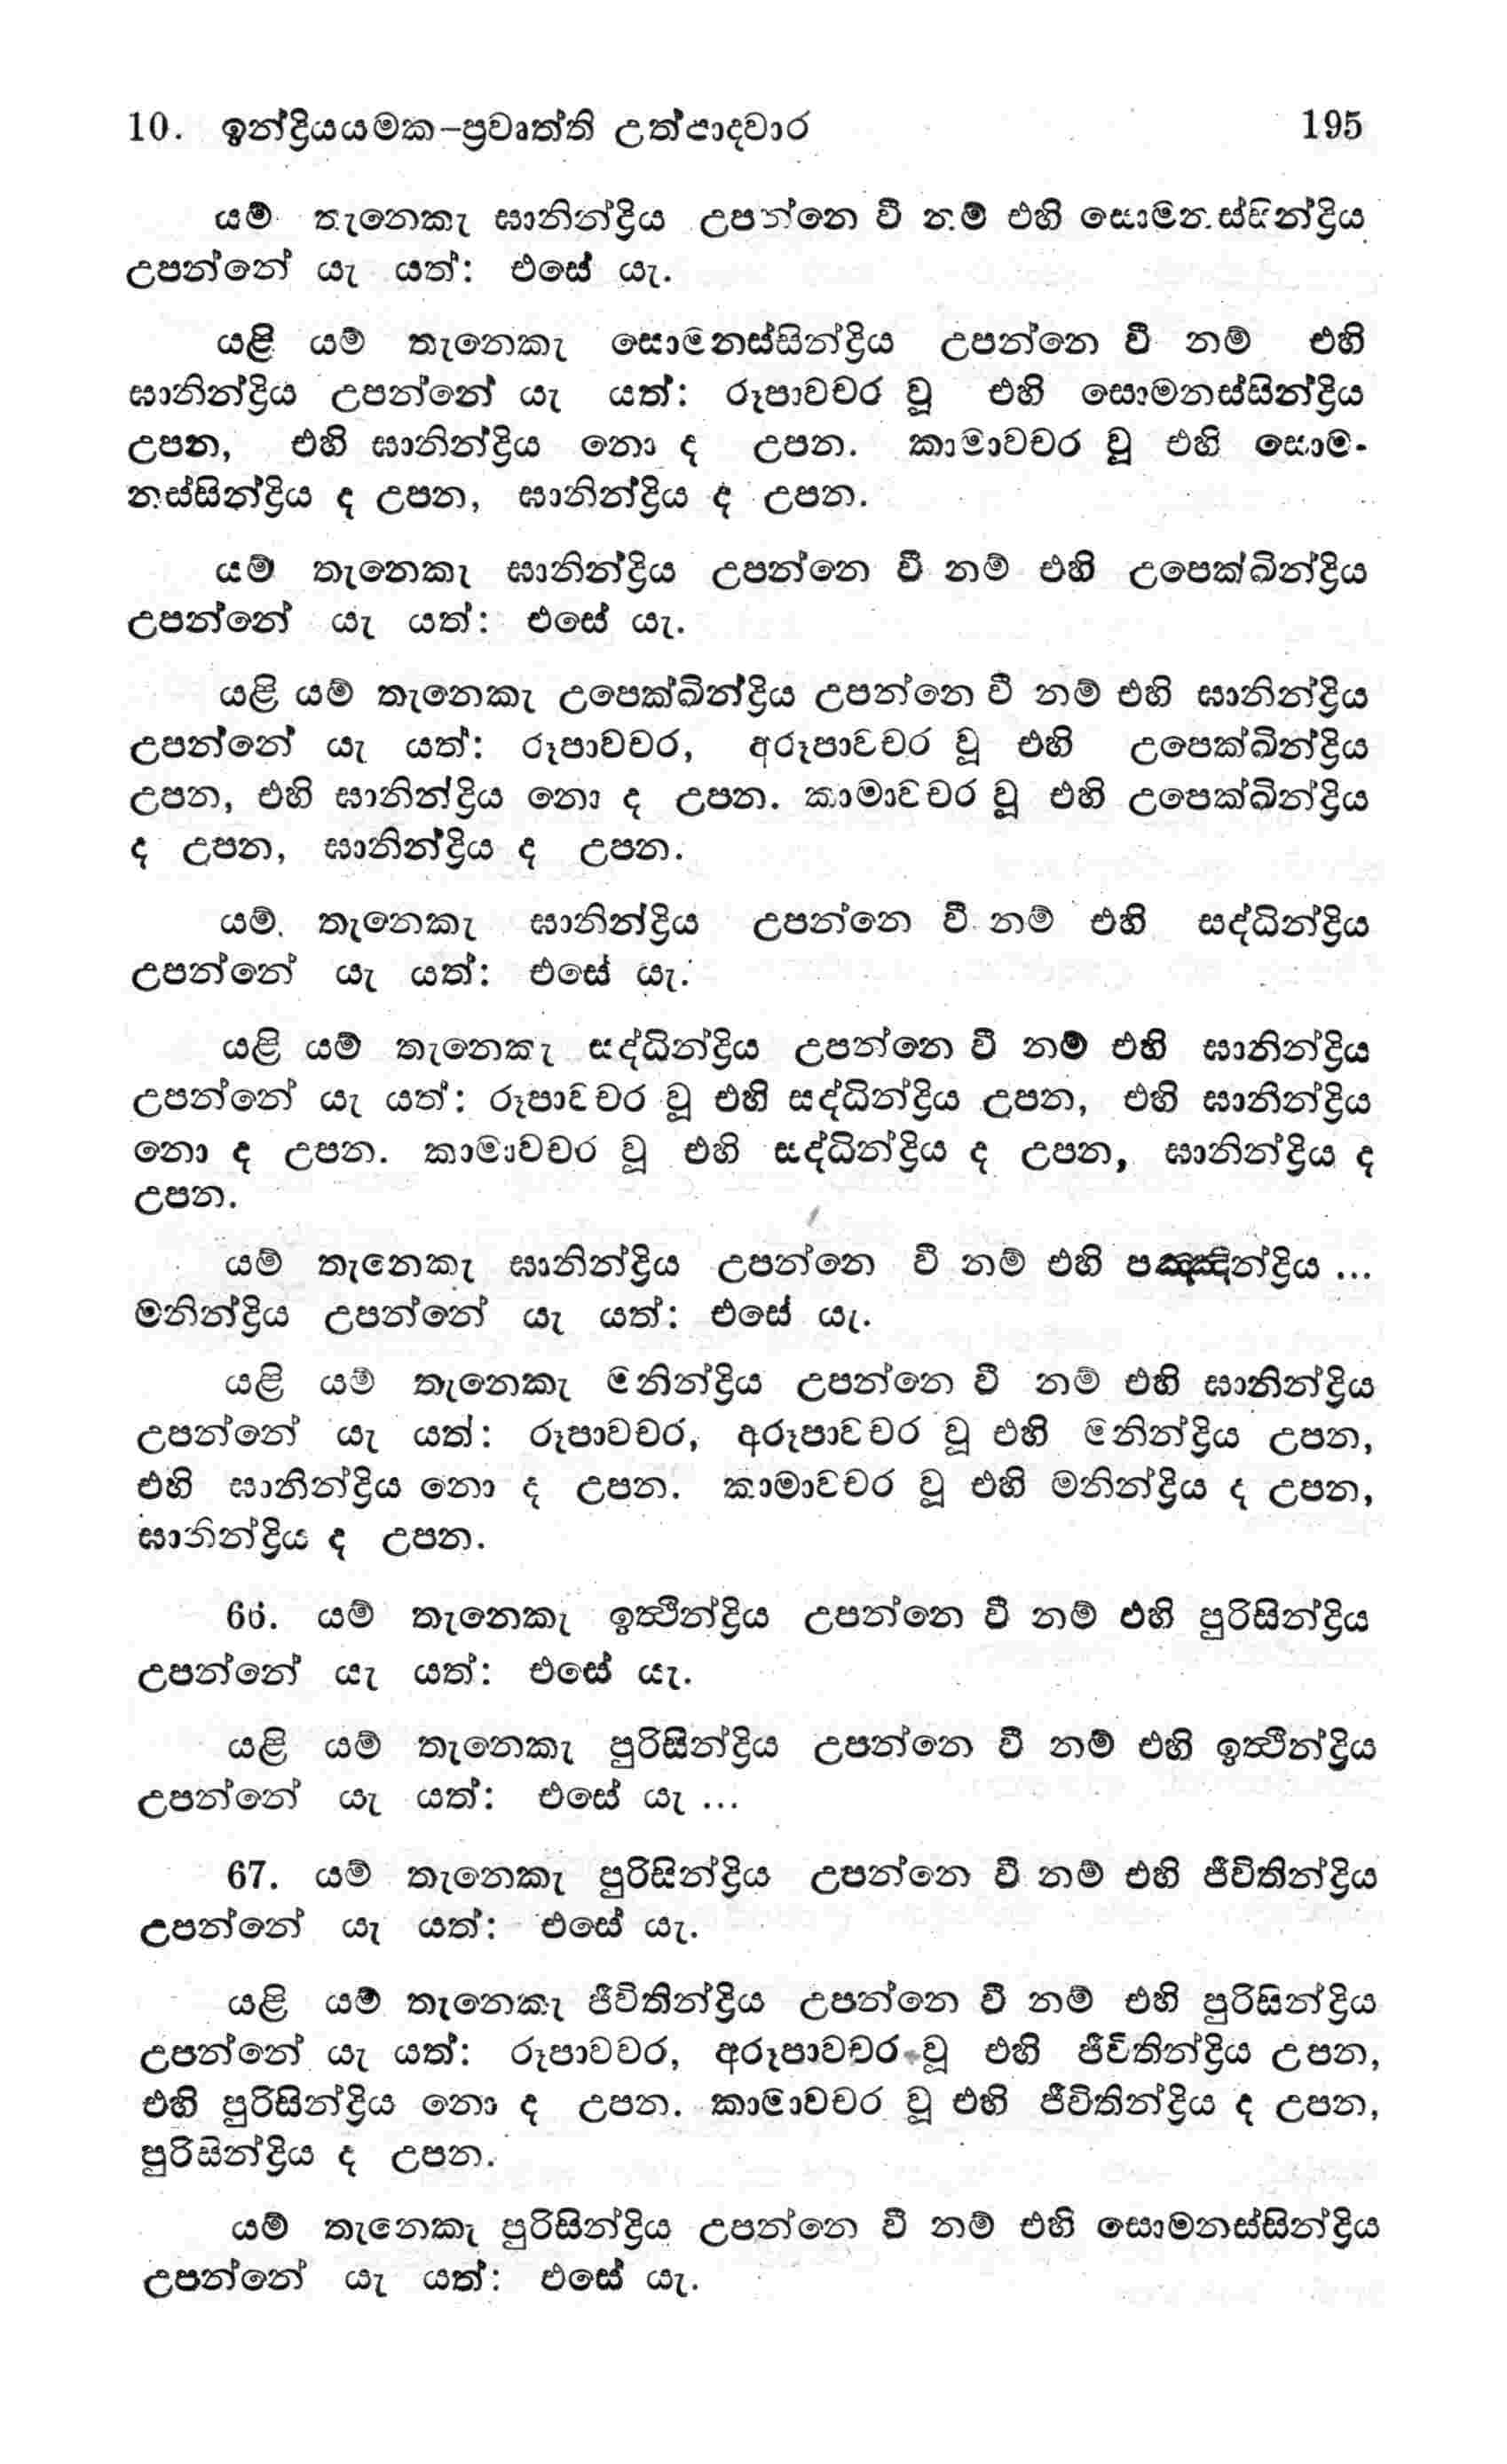 10. ඉන්ද්‍රියයමක-ප්‍රවෘත්ති උත්පාදවාර 195
යම් තැනෙකැ ඝානින්ද්‍රිය උපන්නෙ වී නම් එහි සොමනස්සින්ද්‍රිය
උපන්නේ යැ යත්: එසේ යැ.
යළි යම් තැනෙකැ සොමනස්සින්ද්‍රිය උපන්නෙ වී නම් එහි
ඝානින්ද්‍රිය උපන්නේ යැ යත්: රූපාවචර වූ එහි සොමනස්සින්ද්‍රිය
උපන, එහි ඝානින්ද්‍රිය නො ද උපන. කාමාවචර වූ එහි සොම-
නස්සින්ද්‍රිය ද උපන, ඝානින්ද්‍රිය ද උපන.
යම් තැනෙකැ ඝානින්ද්‍රිය උපන්නෙ වී නම් එහි උපෙක්ඛින්ද්‍රිය
උපන්නේ යැ යත්: එසේ යැ.
යළි යම් තැනෙකැ උපෙක්ඛින්ද්‍රිය උපන්නෙ වී නම් එහි ඝානින්ද්‍රිය
උපන්නේ යැ යත්: රූපාවචර, අරූපාවචර වූ එහි උපෙක්ඛින්ද්‍රිය
උපන, එහි ඝානින්ද්‍රිය නො ද උපන. කාමාවචර වූ එහි උපෙක්ඛින්ද්‍රිය
ද උපන, ඝානින්ද්‍රිය ද උපන.
යම් තැනෙකැ ඝානින්ද්‍රිය උපන්නෙ වී නම් එහි සද්ධින්ද්‍රිය
උපන්නේ යැ යත්: එසේ යැ.
යළි යම් තැනෙකැ සද්ධින්ද්‍රිය උපන්නෙ වී නම් එහි ඝානින්ද්‍රිය
උපන්නේ යැ යත්: රූපාවචර වූ එහි සද්ධින්ද්‍රිය උපන, එහි ඝානින්ද්‍රිය
නො ද උපන. කාමාවචර වූ එහි සද්ධින්ද්‍රිය ද උපන, ඝානින්ද්‍රිය ද
උපන.
යම් තැනෙකැ ඝානින්ද්‍රිය උපන්නෙ වී නම් එහි පඤ්ඤින්ද්‍රිය ...
මනින්ද්‍රිය උපන්නේ යැ යත්: එසේ යැ.
යළි යම් තැනෙකැ මනින්ද්‍රිය උපන්නෙ වී නම් එහි ඝානින්ද්‍රිය
උපන්නේ යැ යත්: රූපාවචර, අරූපාවචර වූ එහි මනින්ද්‍රිය උපන,
එහි ඝානින්ද්‍රිය නො ද උපන. කාමාවචර වූ එහි මනින්ද්‍රිය ද උපන,
ඝානින්ද්‍රිය ද උපන.
66. යම් තැනෙකැ ඉත්‍ථින්ද්‍රිය උපන්නෙ වී නම් එහි පුරිසින්ද්‍රිය
උපන්නේ යැ යත්: එසේ යැ.
යළි යම් තැනෙකැ පුරිසින්ද්‍රිය උපන්නෙ වී නම් එහි ඉත්‍ථින්ද්‍රිය
උපන්නේ යැ යත්: එසේ යැ ...
67. යම් තැනෙකැ පුරිසින්ද්‍රිය උපන්නෙ වී නම් එහි ජීවිතින්ද්‍රිය
උපන්නේ යැ යත්: එසේ යැ.
යළි යම් තැනෙකැ ජීවිතින්ද්‍රිය උපන්නෙ වී නම් එහි පුරිසින්ද්‍රිය
උපන්නේ යැ යත්: රූපාවචර, අරූපාවචර වූ එහි ජීවිතින්ද්‍රිය උපන,
එහි පුරිසින්ද්‍රිය නො ද උපන. කාමාවචර වූ එහි ජීවිතින්ද්‍රිය ද උපන,
පුරිසින්ද්‍රිය ද උපන.
යම් තැනෙකැ පුරිසින්ද්‍රිය උපන්නෙ වී නම් එහි සොමනස්සින්ද්‍රිය
උපන්නේ යැ යත්: එසේ යැ.